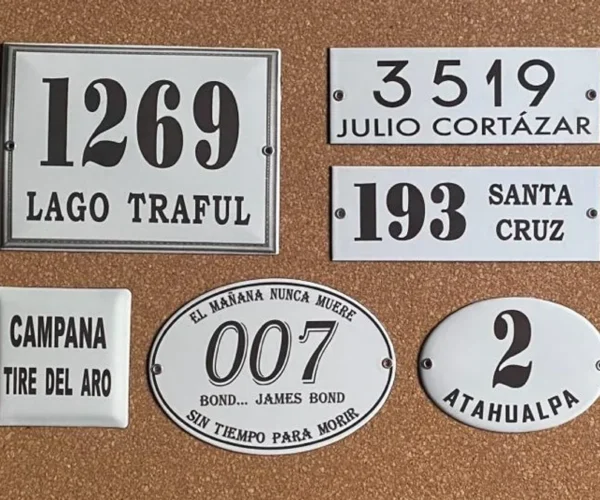 1269
LAGO TRAFUL
3519
JULIO CORTÁZAR
193
SANTA
CRUZ
CAMPANA
TIRE DEL ARO
EL MAÑANA NUNCA MUERE
007
BOND... JAMES BOND
SIN TIEMPO PARA MORIR
2
ATAHUALPA